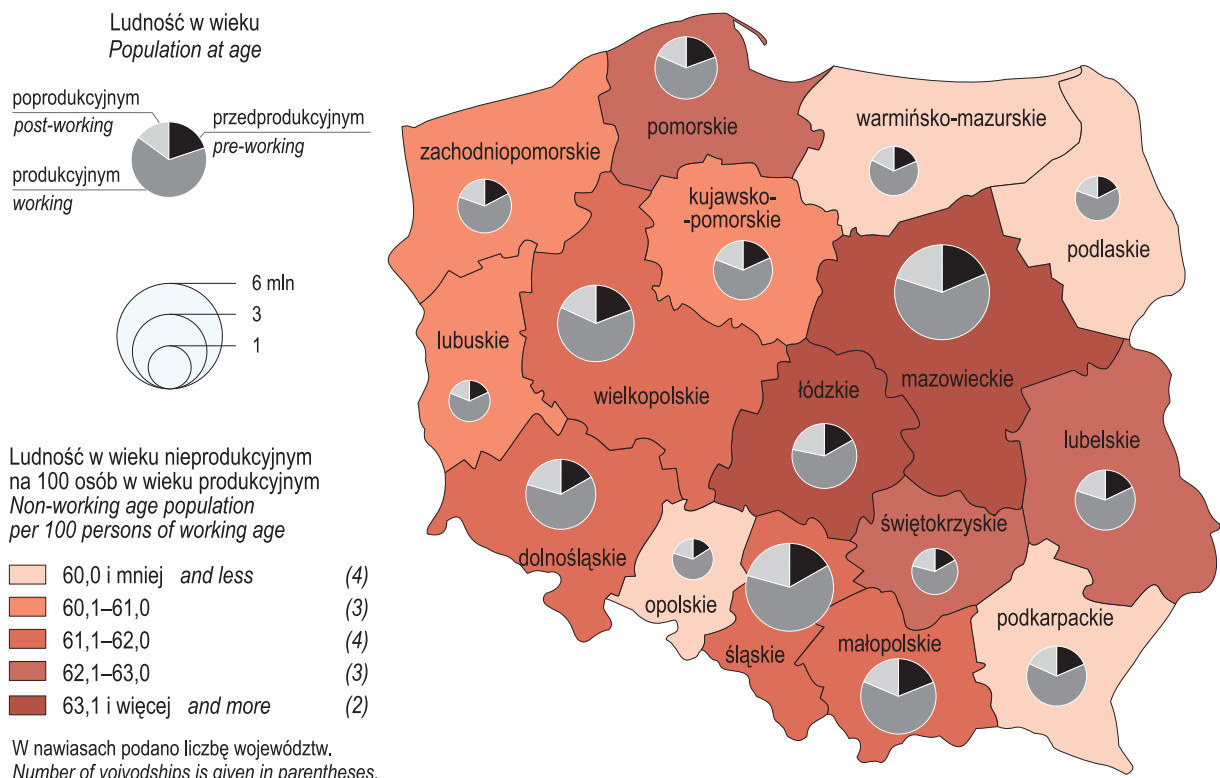 Ludność w wieku
Population at age
poprodukcyjnym
post-working
przedprodukcyjnym
pre-working
produkcyjnym
working
6 mln
3
1
Ludność w wieku nieprodukcyjnym
na 100 osób w wieku produkcyjnym
Non-working age population
per 100 persons of working age
60,0 i mniej and less (4)
60,1–61,0 (3)
61,1–62,0 (4)
62,1–63,0 (3)
63,1 i więcej and more (2)
W nawiasach podano liczbę województw.
Number of voivodships is given in parentheses.
pomorskie
warmińsko-mazurskie
zachodniopomorskie
kujawsko-
-pomorskie
podlaskie
lubuskie
wielkopolskie
łódzkie
mazowieckie
lubelskie
dolnośląskie
świętokrzyskie
opolskie
śląskie
małopolskie
podkarpackie